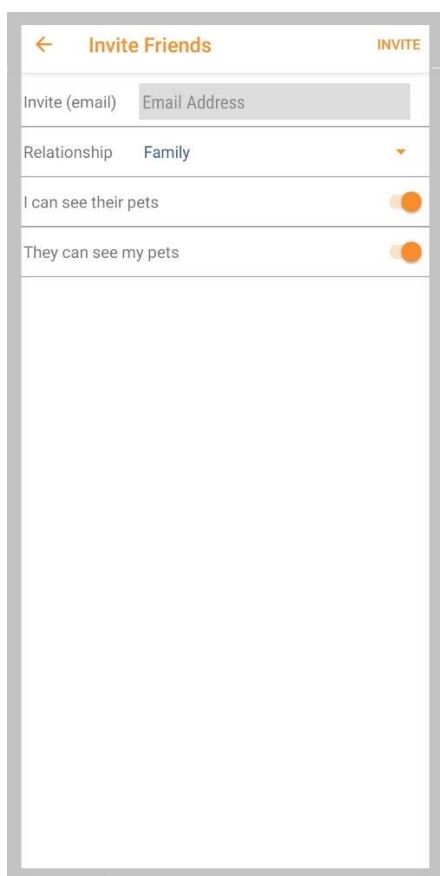 Invite Friends INVITE
Invite (email) Email Address
Relationship Family
I can see their pets
They can see my pets